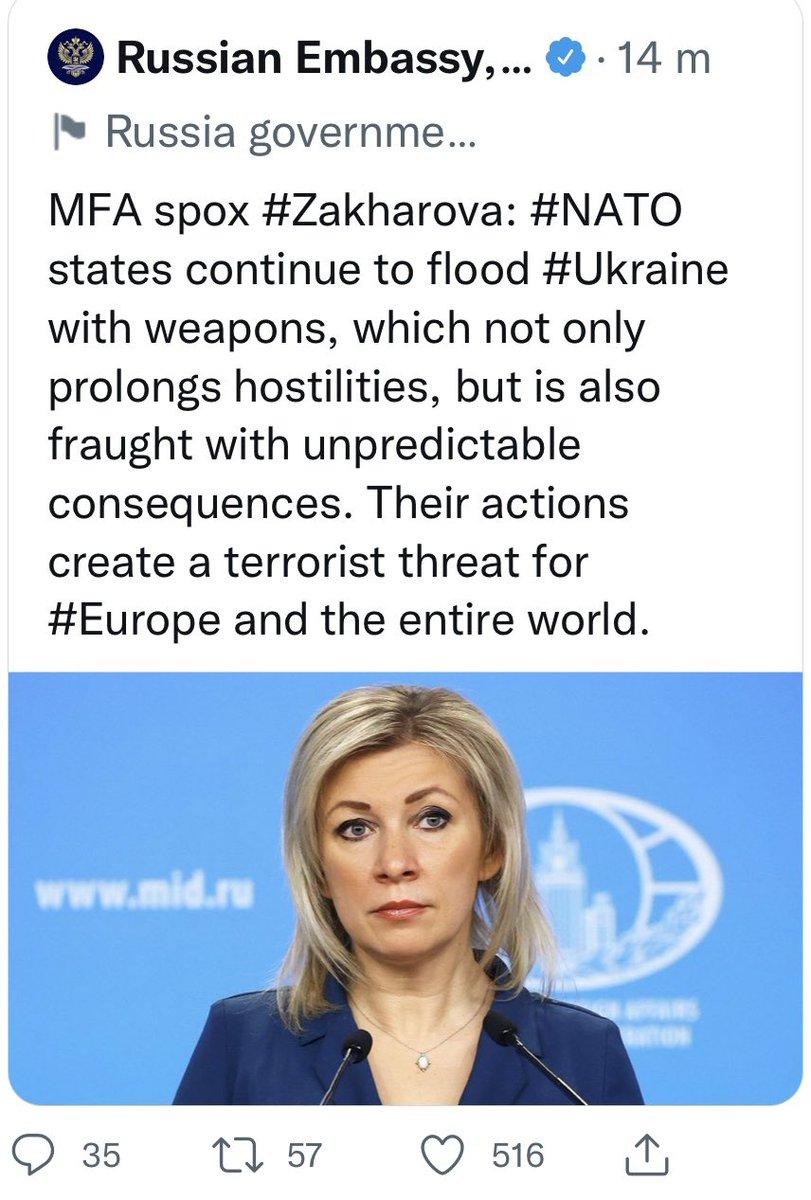 Russian Embassy,... · 14 m
Russia governme...
MFA spox #Zakharova: #NATO
states continue to flood #Ukraine
with weapons, which not only
prolongs hostilities, but is also
fraught with unpredictable
consequences. Their actions
create a terrorist threat for
#Europe and the entire world.
www.mid.ru
AFFAIRS
35 57 516